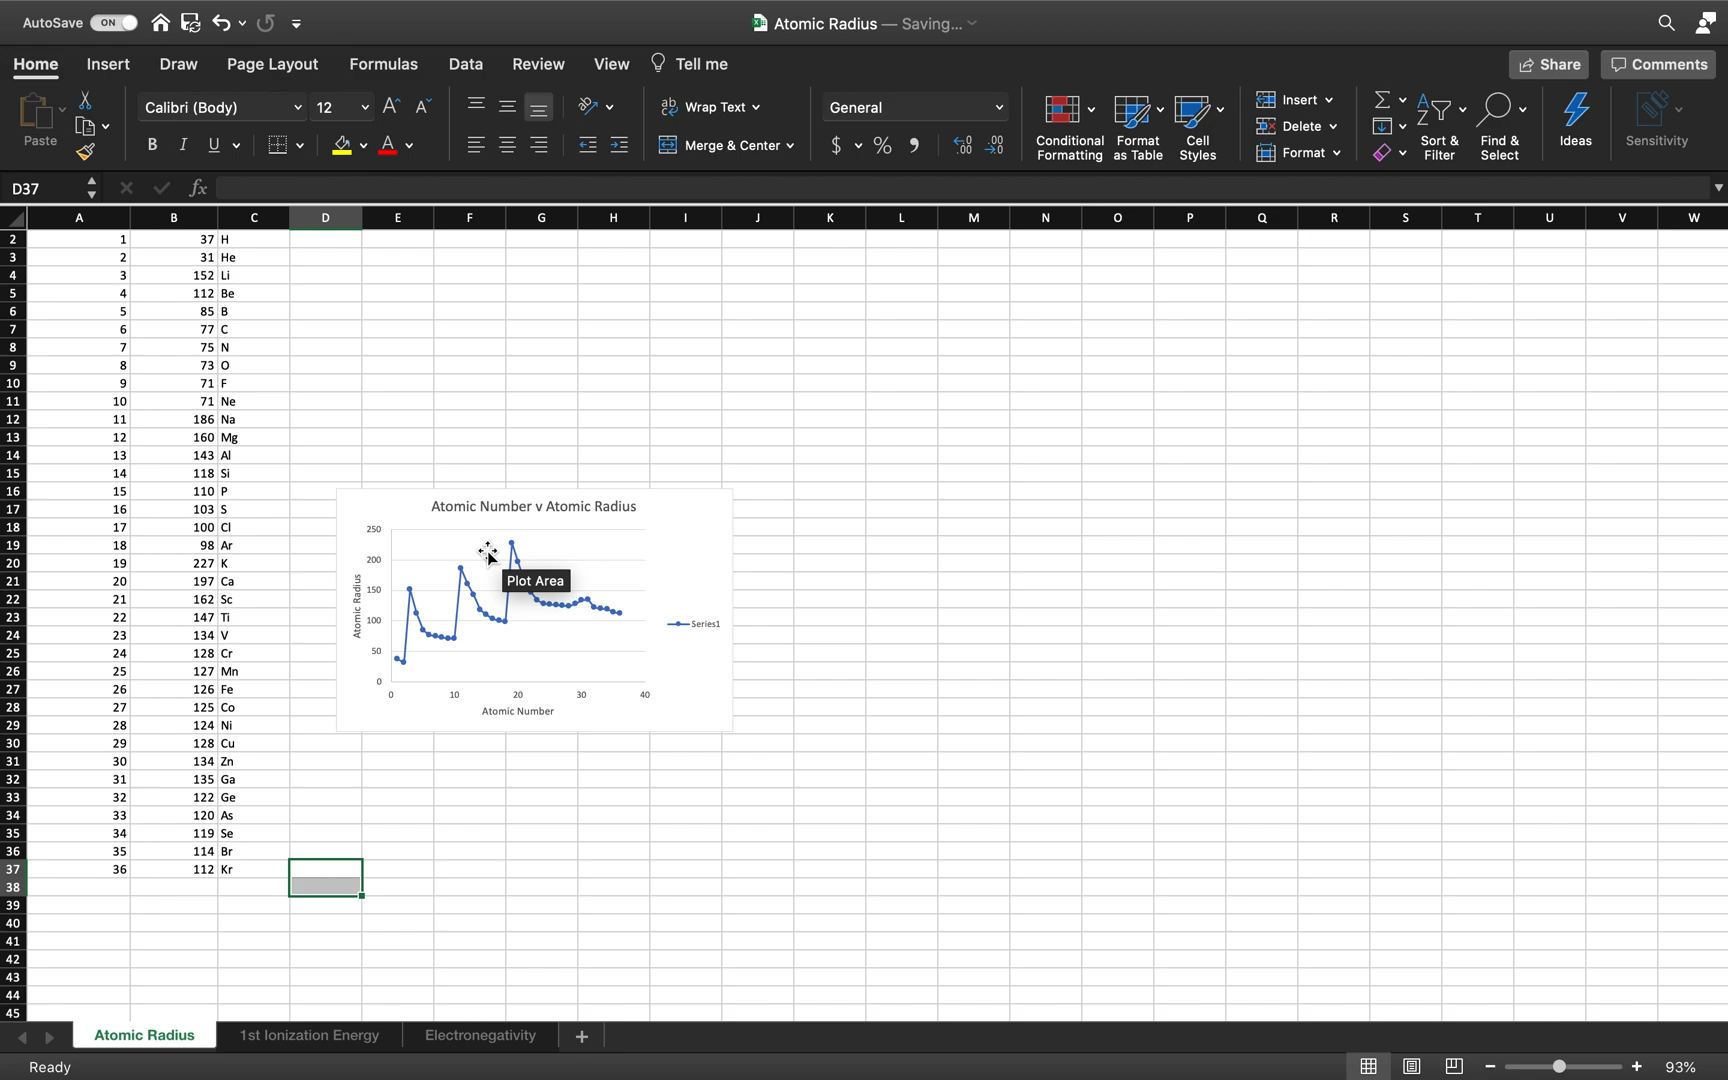 AutoSave ON Atomic Radius — Saving...
Home Insert Draw Page Layout Formulas Data Review View Tell me Share Comments
Paste Calibri (Body) 12 A A Wrap Text General Conditional Formatting Format as Table Cell Styles Insert Delete Format Sort & Filter Find & Select Ideas Sensitivity
B I U A Merge & Center $ % 
D37 fx
A B C D E F G H I J K L M N O P Q R S T U V W
2 1 37 H
3 2 31 He
4 3 152 Li
5 4 112 Be
6 5 85 B
7 6 77 C
8 7 75 N
9 8 73 O
10 9 71 F
11 10 71 Ne
12 11 186 Na
13 12 160 Mg
14 13 143 Al
15 14 118 Si
16 15 110 P
17 16 103 S
18 17 100 Cl
19 18 98 Ar
20 19 227 K
21 20 197 Ca
22 21 162 Sc
23 22 147 Ti
24 23 134 V
25 24 128 Cr
26 25 127 Mn
27 26 126 Fe
28 27 125 Co
29 28 124 Ni
30 29 128 Cu
31 30 134 Zn
32 31 135 Ga
33 32 122 Ge
34 33 120 As
35 34 119 Se
36 35 114 Br
37 36 112 Kr
38
39
40
41
42
43
44
45
Atomic Number v Atomic Radius
250
200
150
100
50
0
Atomic Radius
Plot Area
Series1
0 10 20 30 40
Atomic Number
Atomic Radius 1st Ionization Energy Electronegativity +
Ready 93%